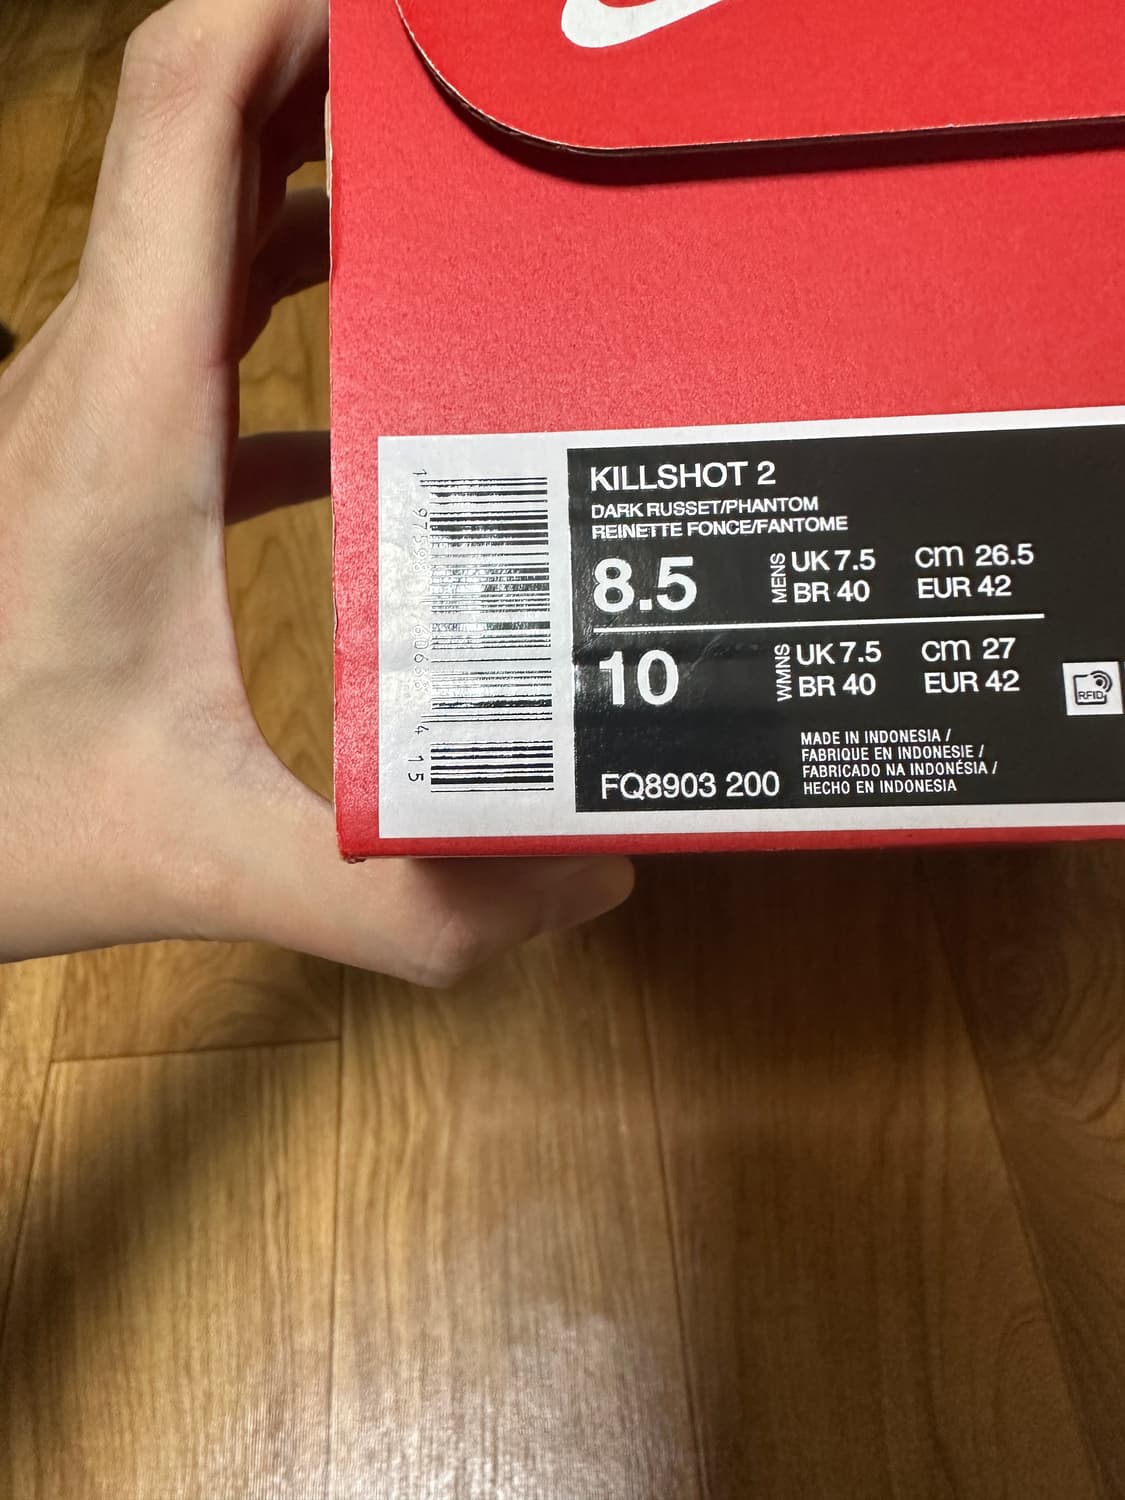 KILLSHOT 2
DARK RUSSET/PHANTOM
REINETTE FONCE/FANTOME
8.5
MENS
UK 7.5
cm 26.5
BR 40
EUR 42
10
WMNS
UK 7.5
cm 27
BR 40
EUR 42
RFID
FQ8903 200
MADE IN INDONESIA /
FABRIQUE EN INDONESIE /
FABRICADO NA INDONÉSIA /
HECHO EN INDONESIA